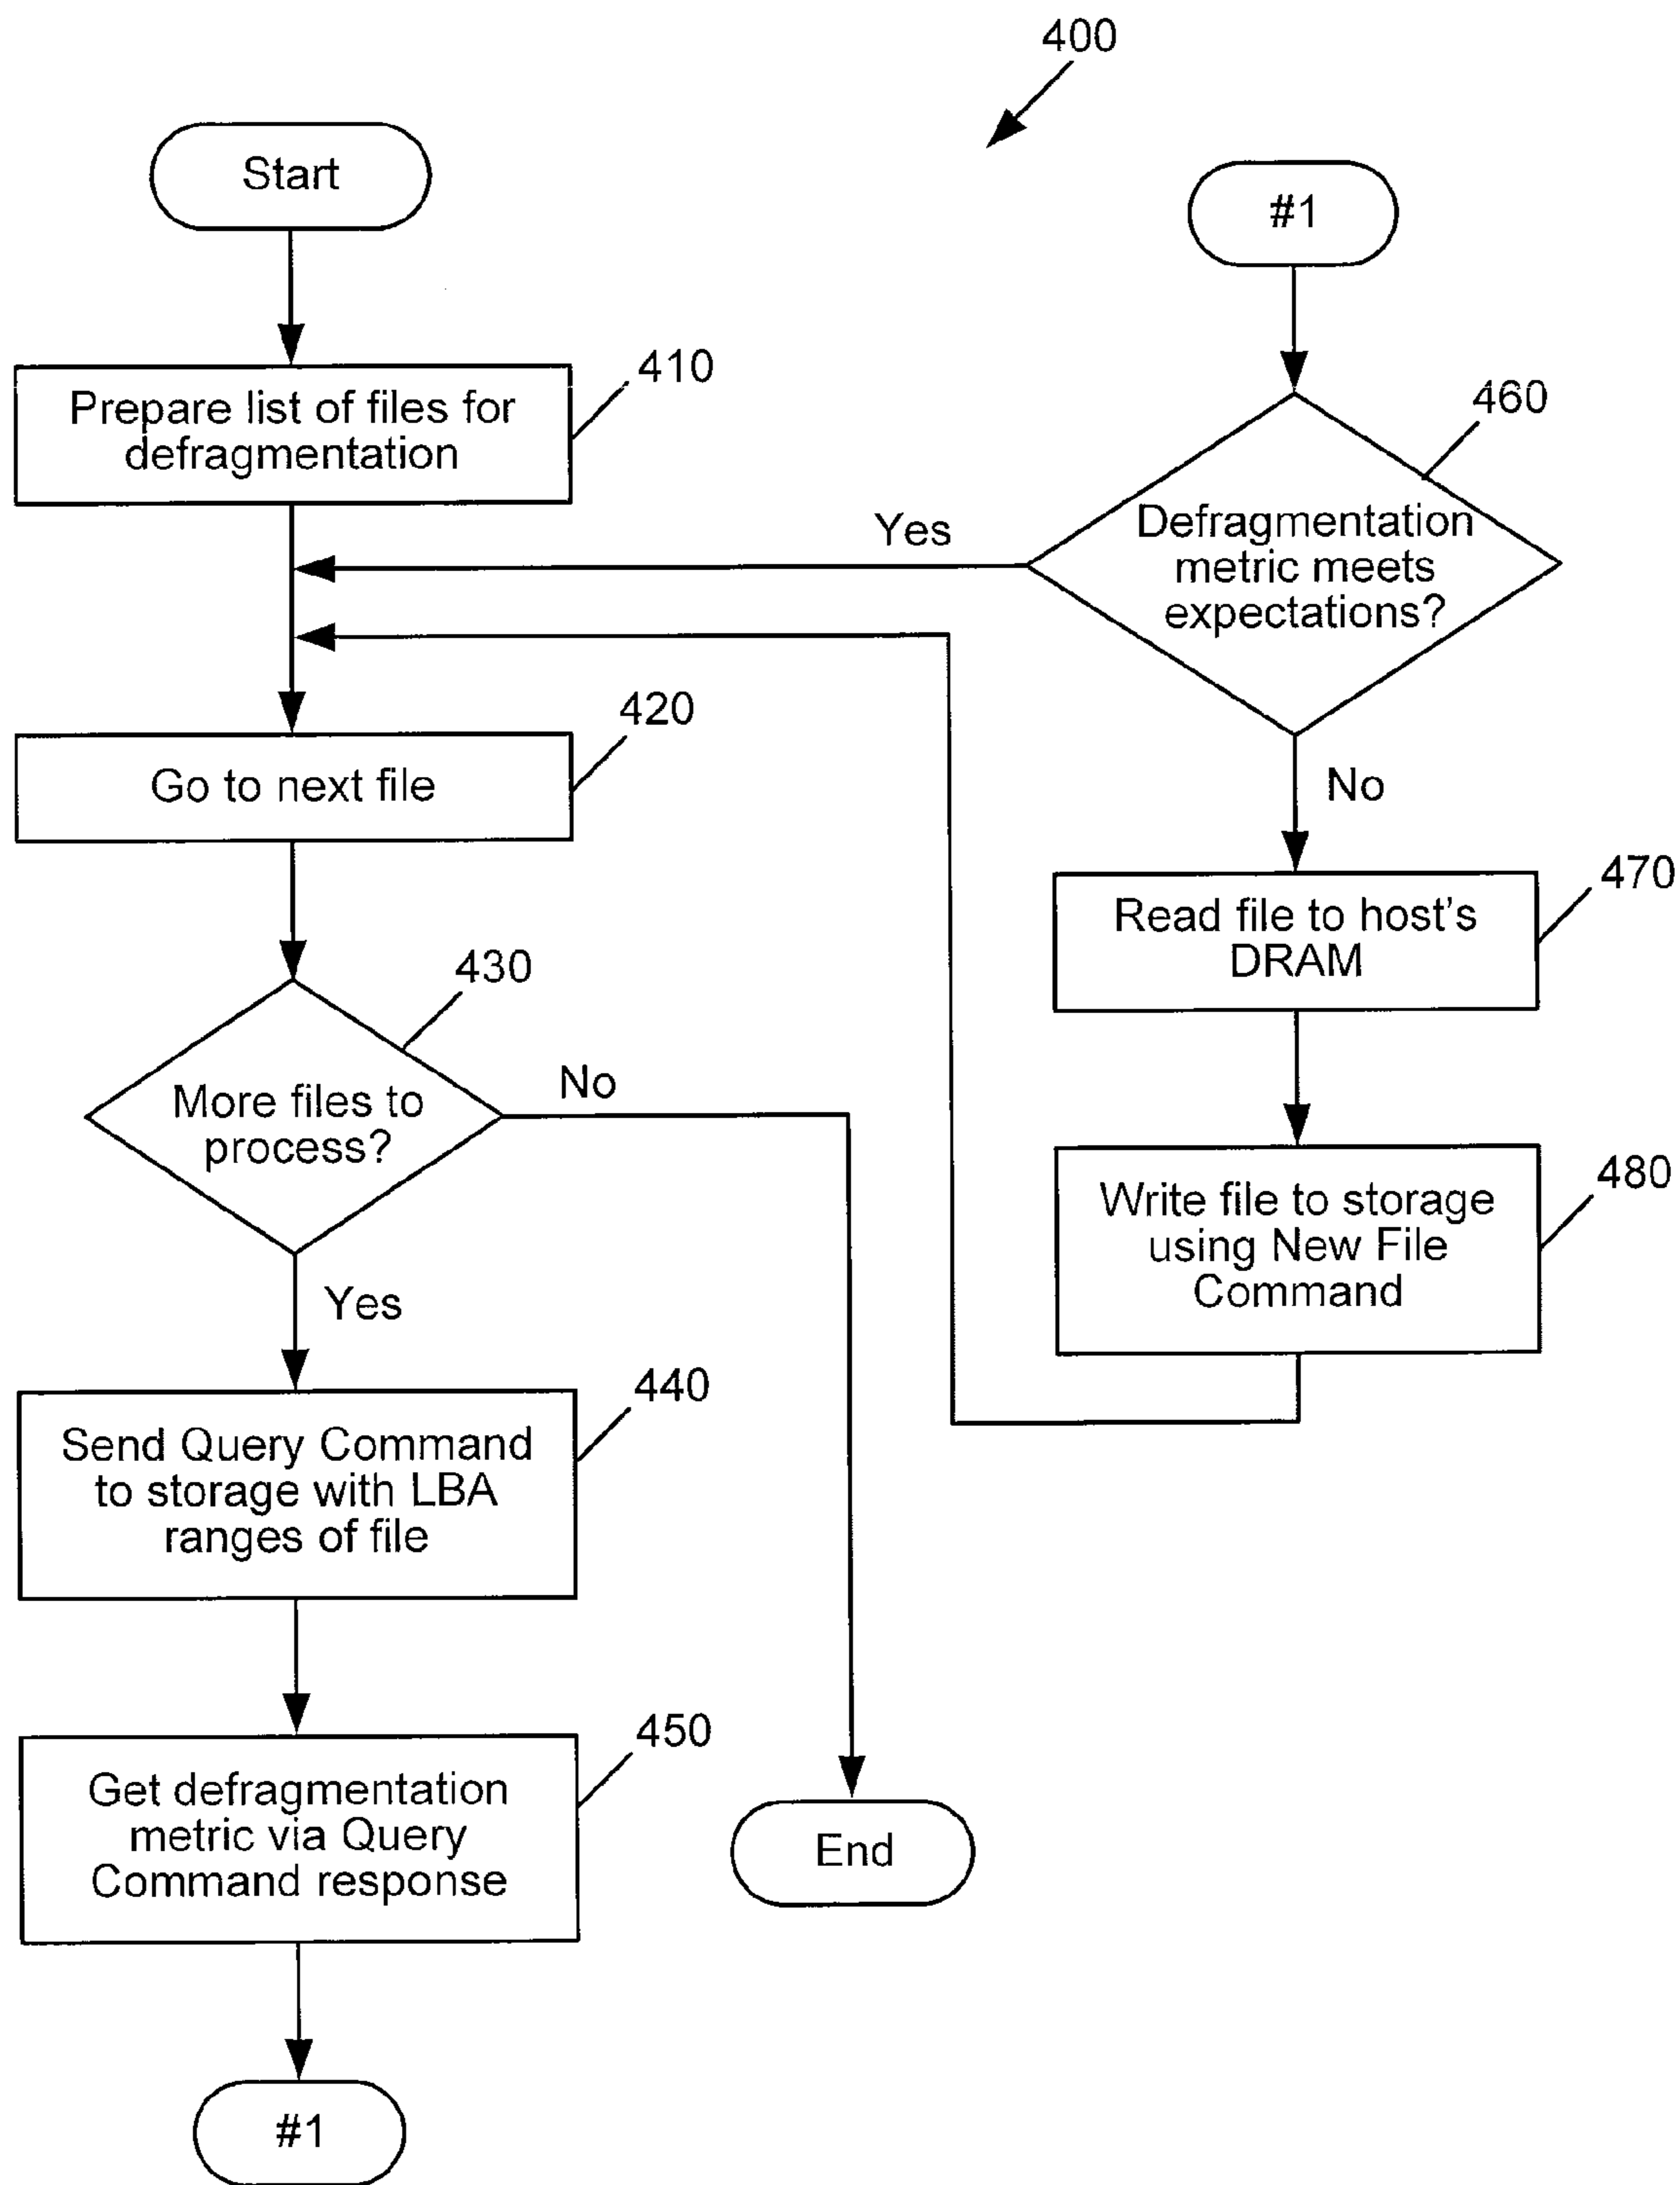 400
Start
410
Prepare list of files for
defragmentation
420
Go to next file
430
More files to
process?
No
Yes
440
Send Query Command
to storage with LBA
ranges of file
450
Get defragmentation
metric via Query
Command response
#1
End
#1
460
Defragmentation
metric meets
expectations?
Yes
No
470
Read file to host's
DRAM
480
Write file to storage
using New File
Command